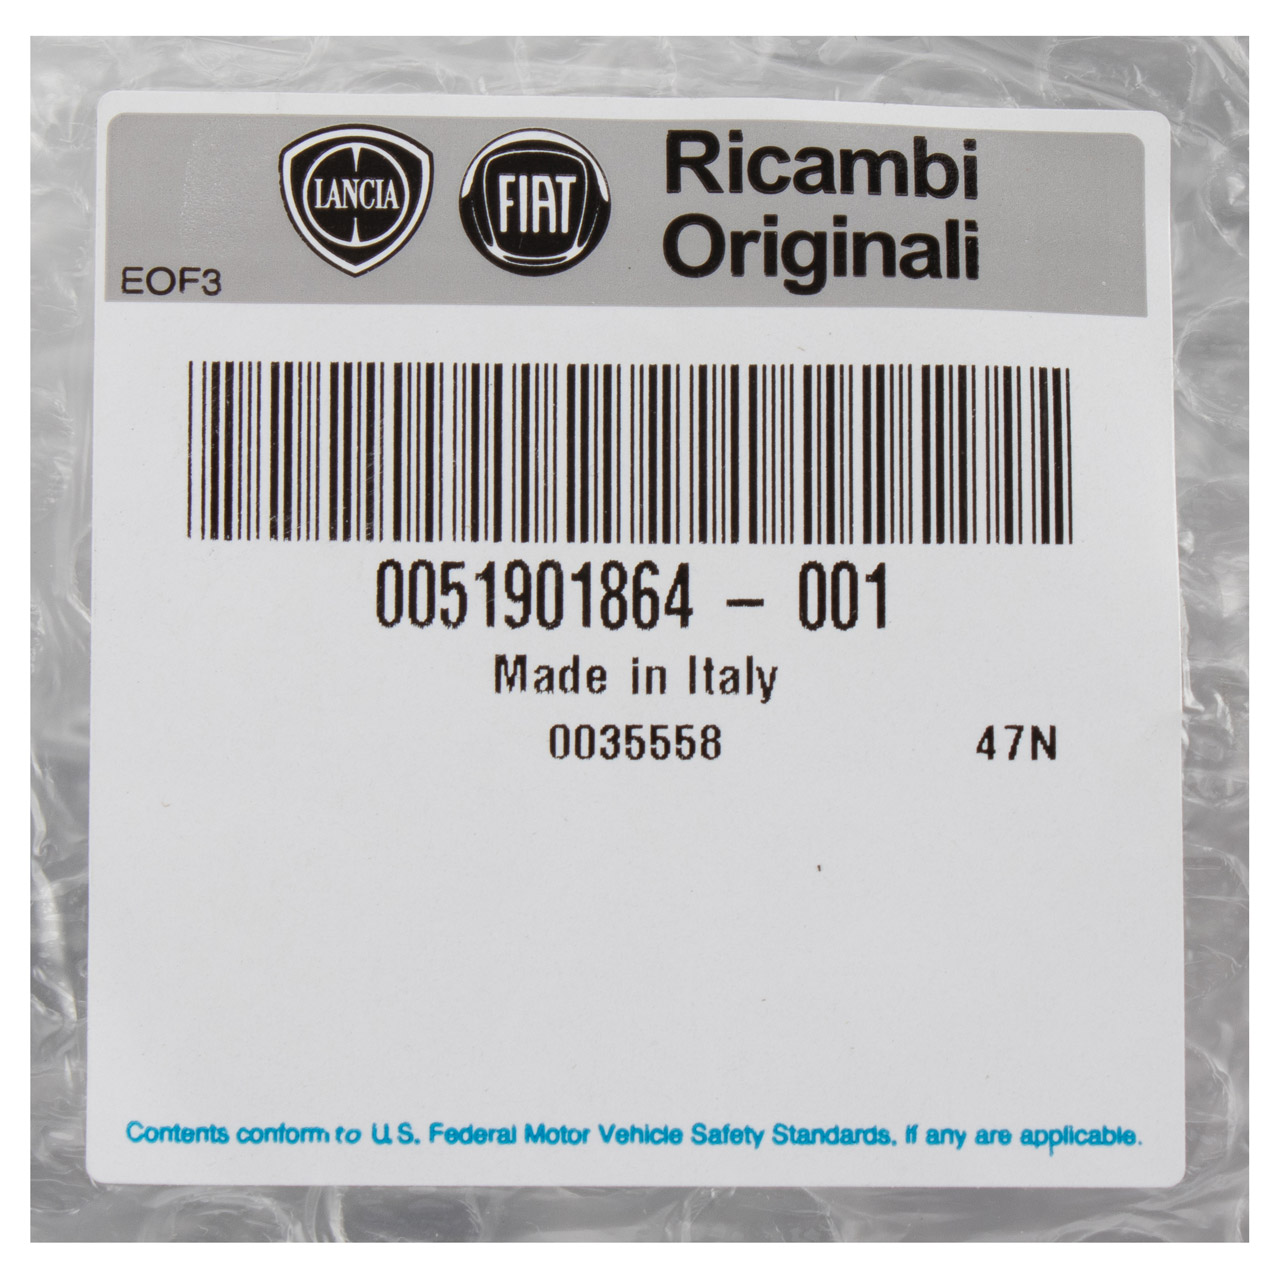 LANCIA FIAT Ricambi
Originali
EOF3
0051901864 – 001
Made in Italy
0035558 47N
Contents conform to U.S. Federal Motor Vehicle Safety Standards, if any are applicable.